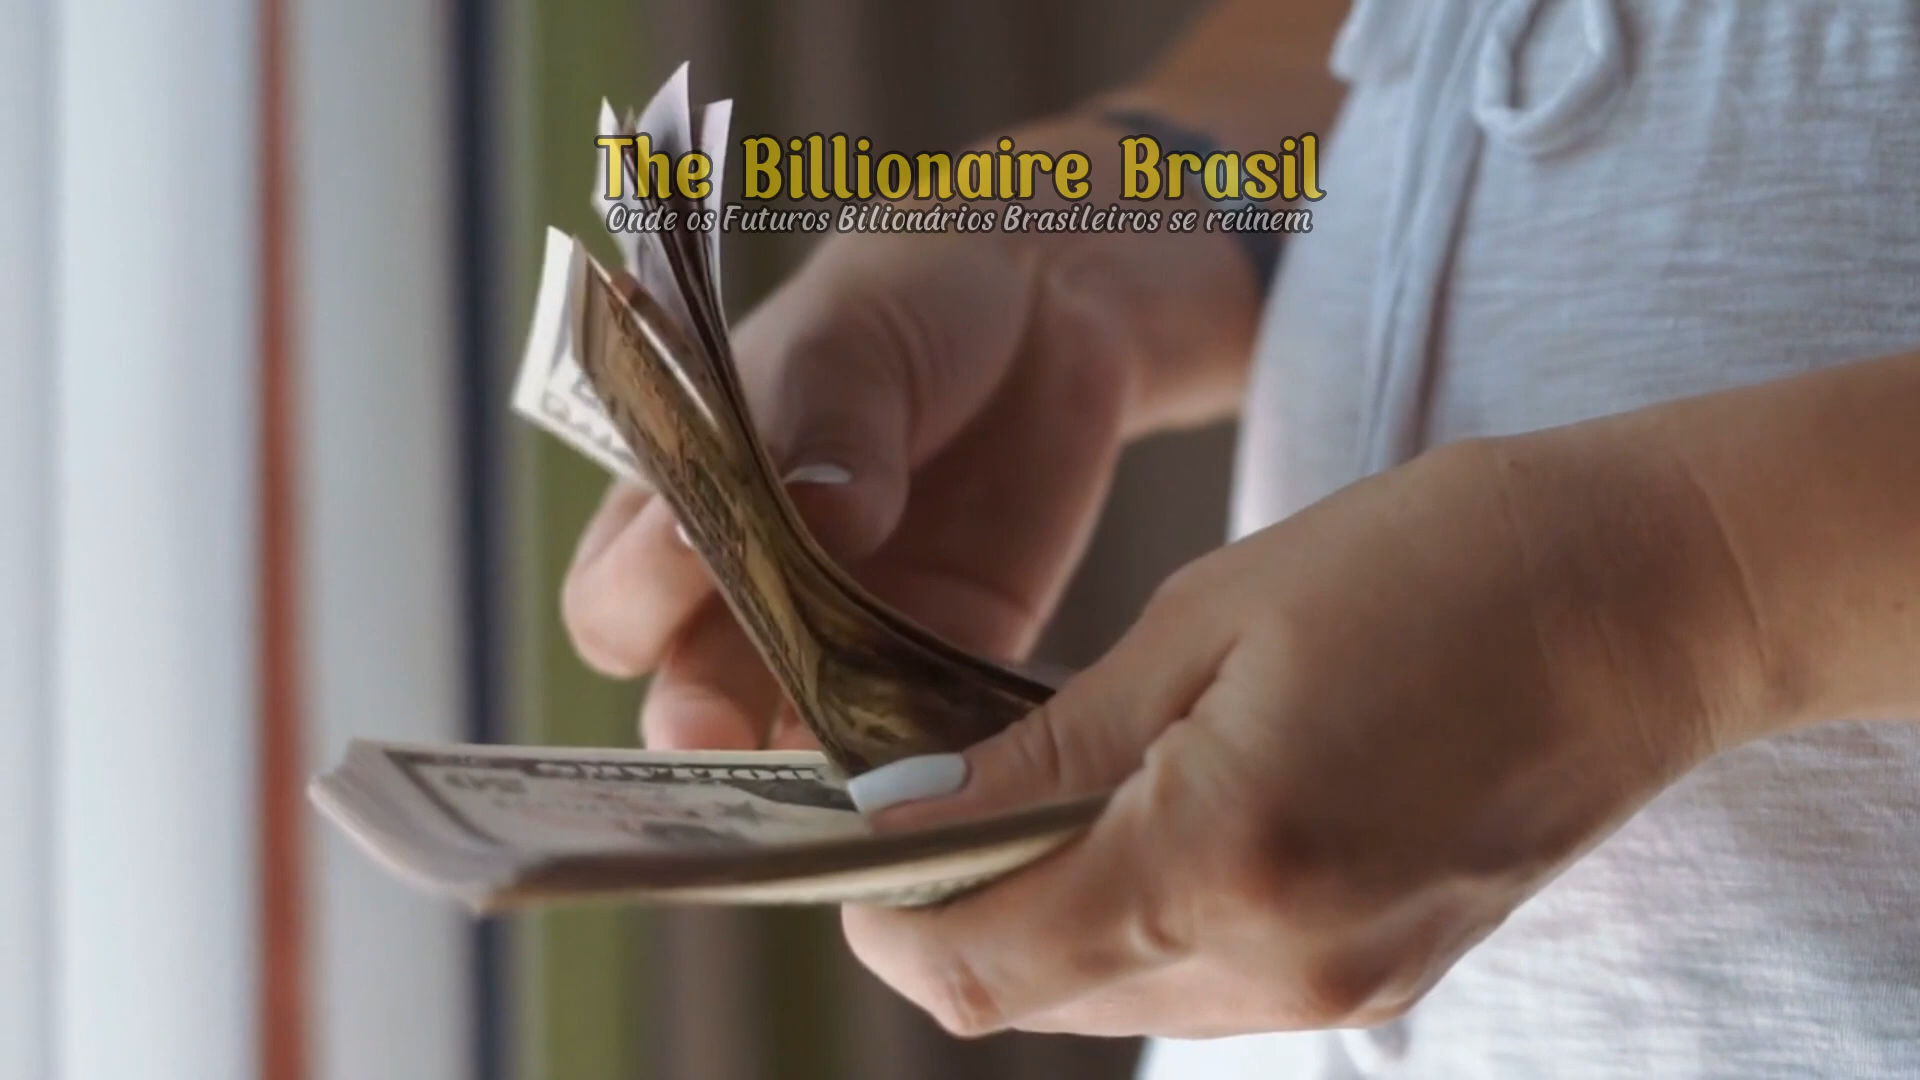 The Billionaire Brasil
Onde os Futuros Bilionários Brasileiros se reúnem